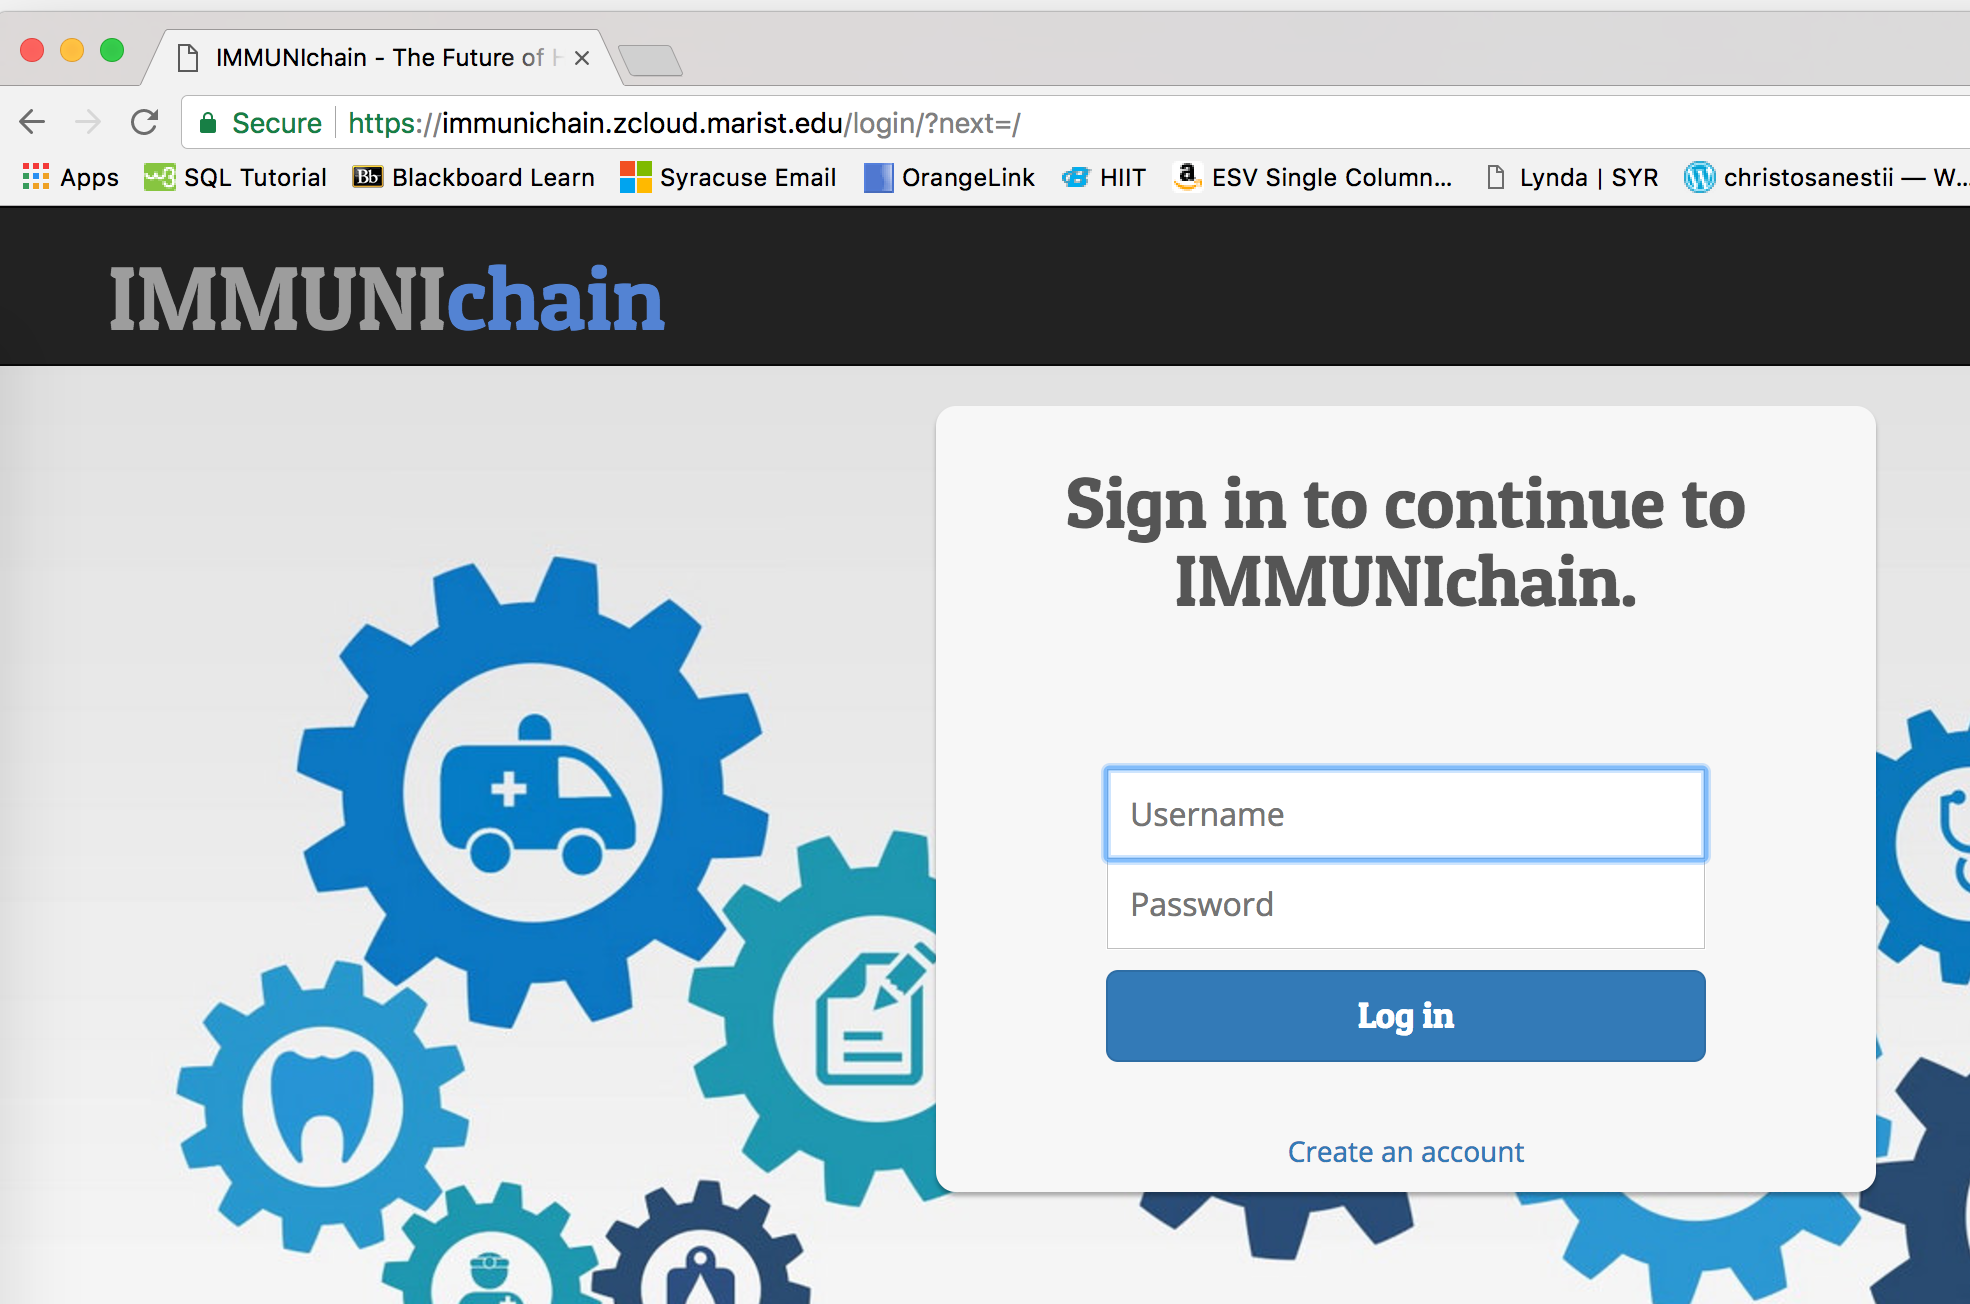 IMMUNIchain - The Future of
Secure https://immunichain.zcloud.marist.edu/login/?next=/
Apps w3 SQL Tutorial Bb Blackboard Learn Syracuse Email OrangeLink HIIT a ESV Single Column... Lynda | SYR christosanestii — W...
IMMUNIchain
Sign in to continue to
IMMUNIchain.
Username
Password
Log in
Create an account